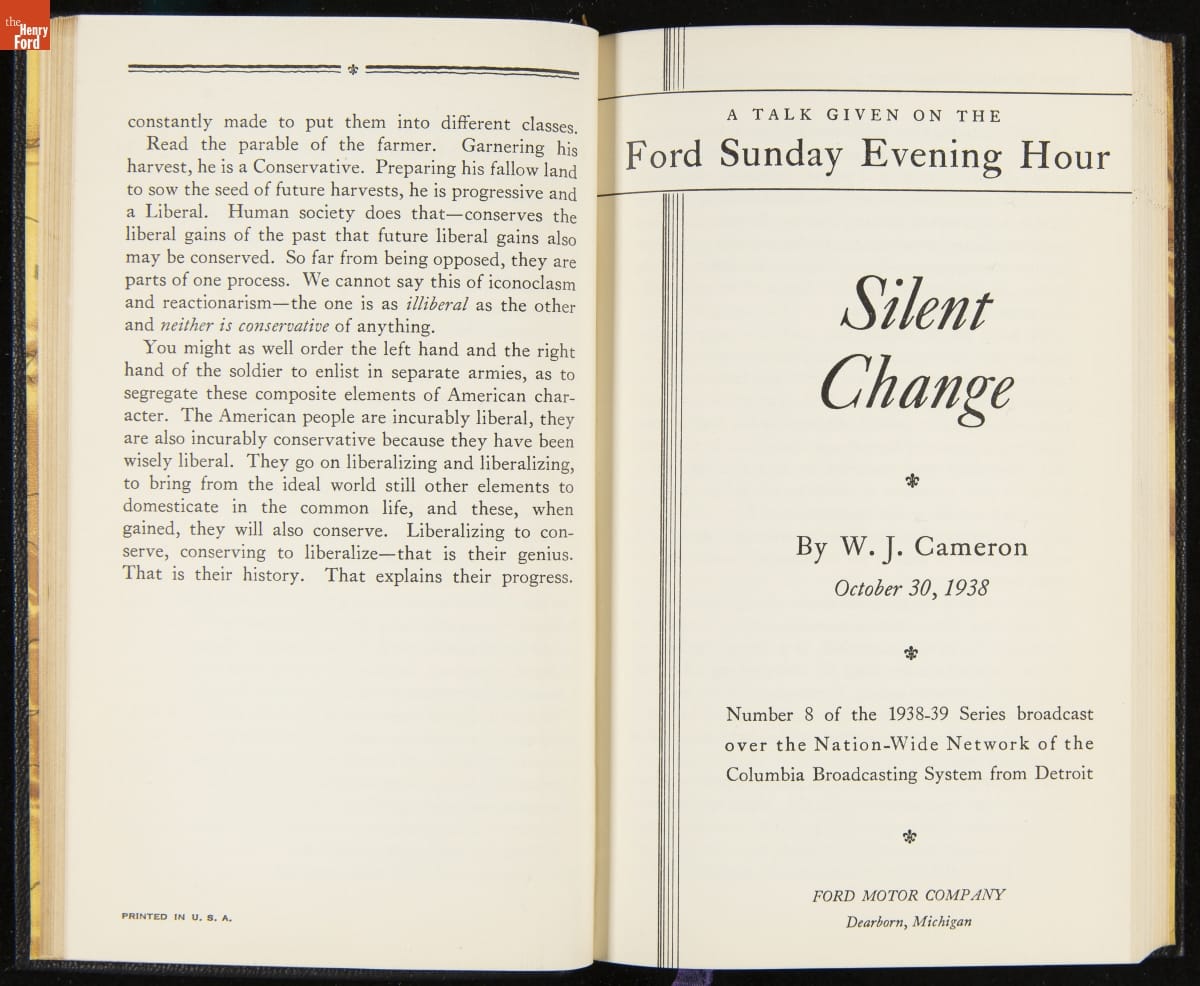 the
Henry
Ford
constantly made to put them into different classes.
Read the parable of the farmer. Garnering his
harvest, he is a Conservative. Preparing his fallow land
to sow the seed of future harvests, he is progressive and
a Liberal. Human society does that—conserves the
liberal gains of the past that future liberal gains also
may be conserved. So far from being opposed, they are
parts of one process. We cannot say this of iconoclasm
and reactionarism—the one is as illiberal as the other
and neither is conservative of anything.
You might as well order the left hand and the right
hand of the soldier to enlist in separate armies, as to
segregate these composite elements of American char-
acter. The American people are incurably liberal, they
are also incurably conservative because they have been
wisely liberal. They go on liberalizing and liberalizing,
to bring from the ideal world still other elements to
domesticate in the common life, and these, when
gained, they will also conserve. Liberalizing to con-
serve, conserving to liberalize—that is their genius.
That is their history. That explains their progress.
PRINTED IN U. S. A.
A TALK GIVEN ON THE
Ford Sunday Evening Hour
Silent
Change
By W. J. Cameron
October 30, 1938
Number 8 of the 1938-39 Series broadcast
over the Nation-Wide Network of the
Columbia Broadcasting System from Detroit
FORD MOTOR COMPANY
Dearborn, Michigan